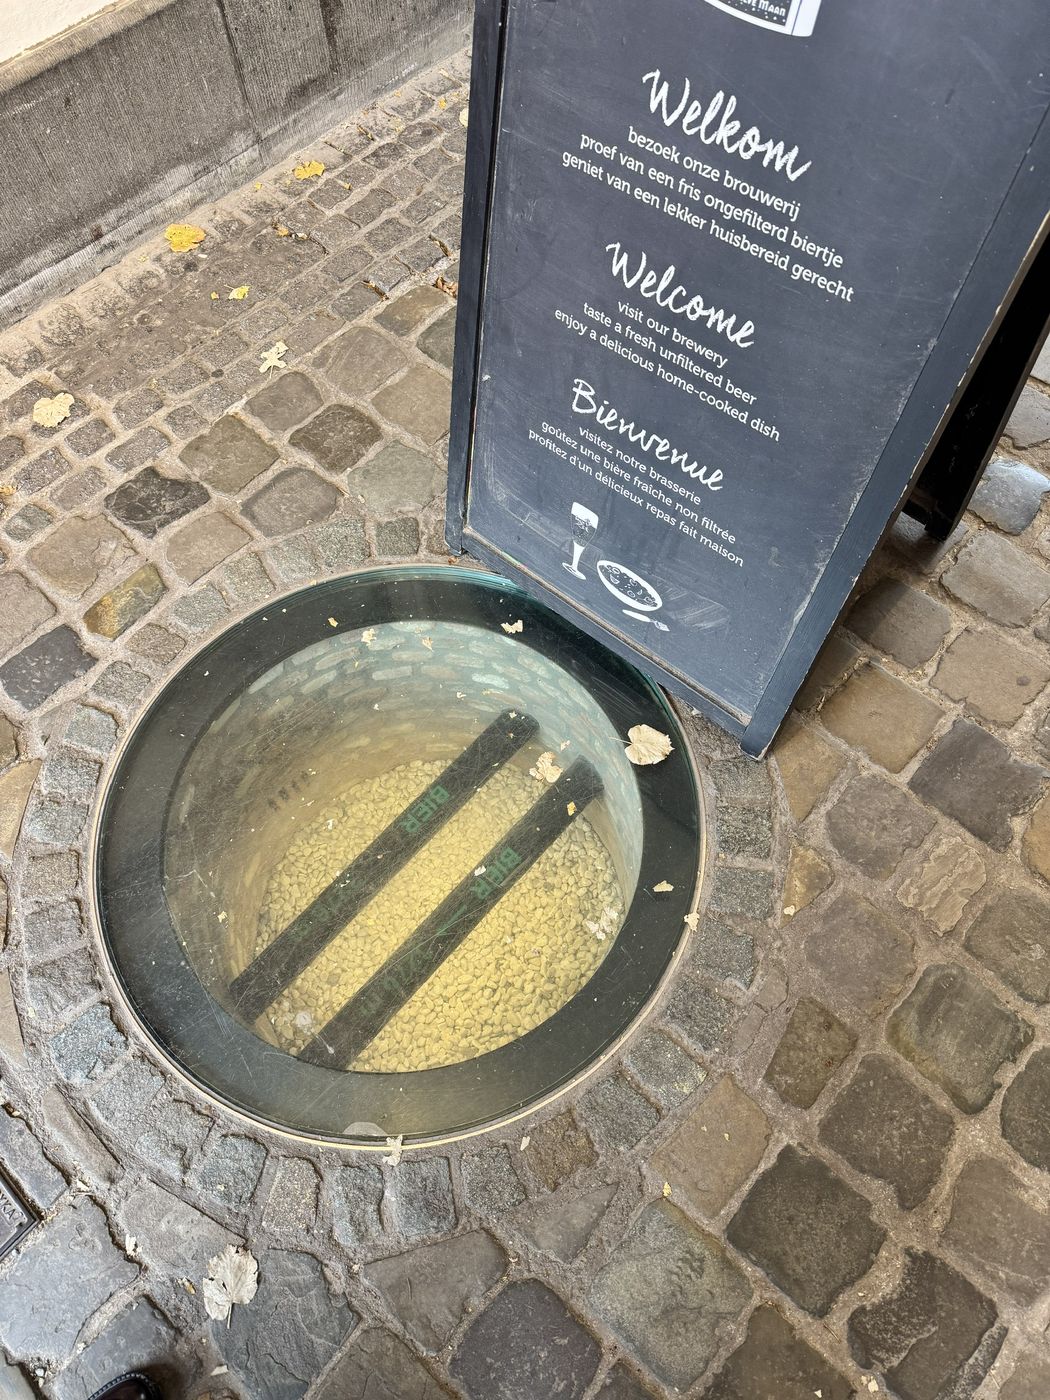 Welkom
bezoek onze brouwerij
proef van een fris ongefilterd biertje
geniet van een lekker huisbereid gerecht
Welcome
visit our brewery
taste a fresh unfiltered beer
enjoy a delicious home-cooked dish
Bienvenue
visitez notre brasserie
goûtez une bière fraîche non filtrée
profitez d'un délicieux repas fait maison
BIER
BIER